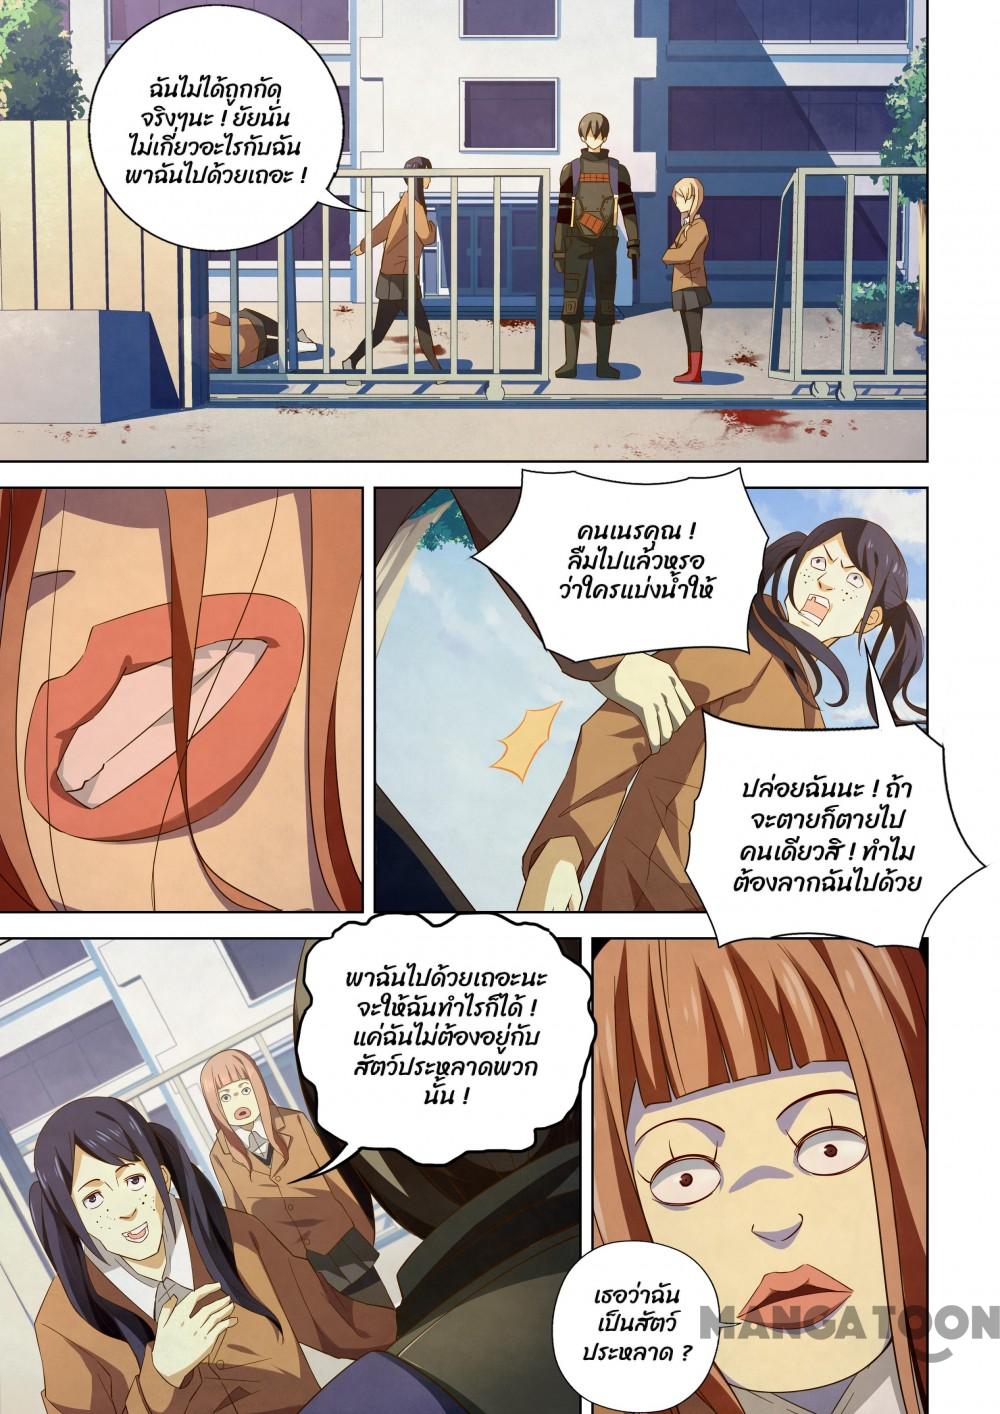 ฉันไม่ได้ถูกกัด
จริงๆนะ ! ยัยนั่น
ไม่เกี่ยวอะไรกับฉัน
พาฉันไปด้วยเถอะ !
คนเนรคุณ !
ลืมไปแล้วหรอ
ว่าใครแบ่งน้ำให้
ปล่อยฉันนะ ! ถ้า
จะตายก็ตายไป
คนเดียวสิ ! ทำไม
ต้องลากฉันไปด้วย
พาฉันไปด้วยเถอะนะ
จะให้ฉันทำไรก็ได้ !
แค่ฉันไม่ต้องอยู่กับ
สัตว์ประหลาดพวก
นั้น !
เธอว่าฉัน
เป็นสัตว์
ประหลาด ?
MANGATOON